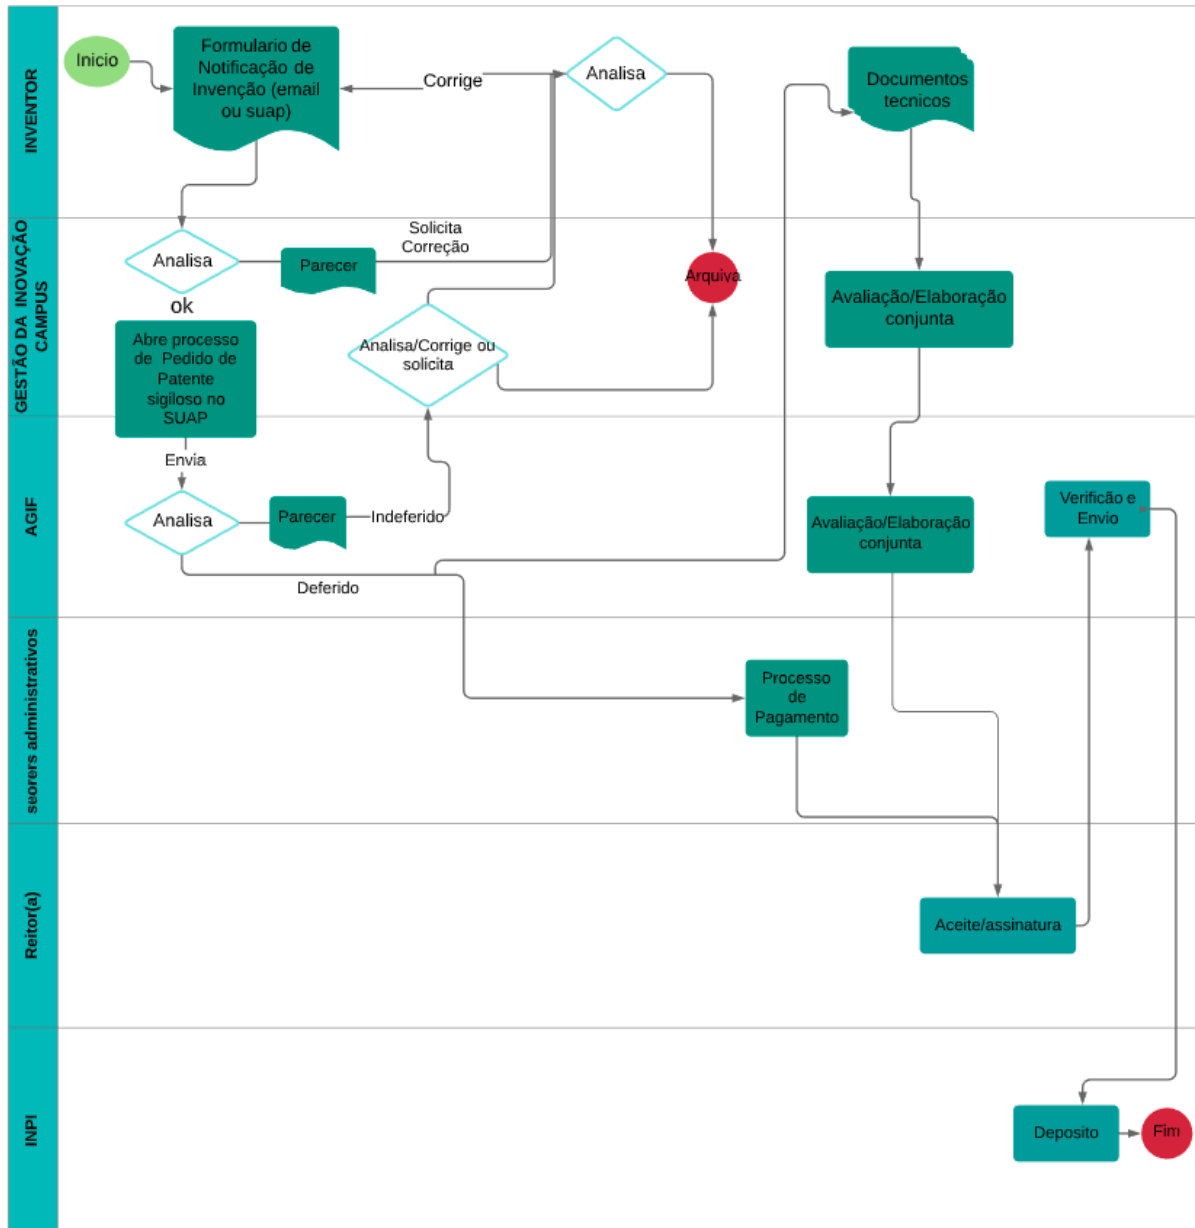 INVENTOR
Inicio
Formulario de
Notificação de
Invenção (email
ou suap)
Corrige
Analisa
Documentos
tecnicos
GESTÃO DA INOVAÇÃO
CAMPUS
Analisa
ok
Parecer
Solicita
Correção
Arquiva
Abre processo
de Pedido de
Patente
sigiloso no
SUAP
Analisa/Corrige ou
solicita
Avaliação/Elaboração
conjunta
AGIF
Envia
Analisa
Parecer
Indeferido
Deferido
Avaliação/Elaboração
conjunta
Verificão e
Envio
seorers administrativos
Processo
de
Pagamento
Reitor(a)
Aceite/assinatura
INPI
Deposito
Fim